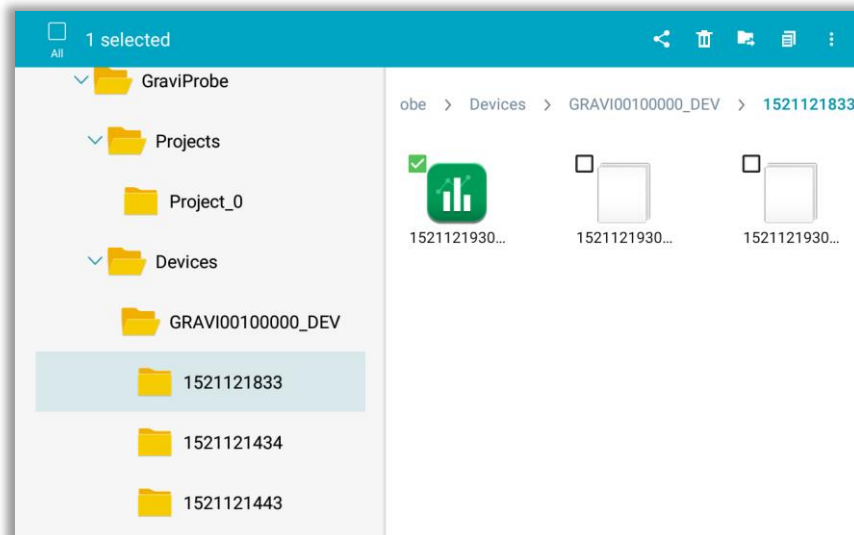 1 selected
All
GraviProbe
Projects
Project_0
Devices
GRAVI00100000_DEV
1521121833
1521121434
1521121443
obe > Devices > GRAVI00100000_DEV > 1521121833
1521121930...
1521121930...
1521121930...